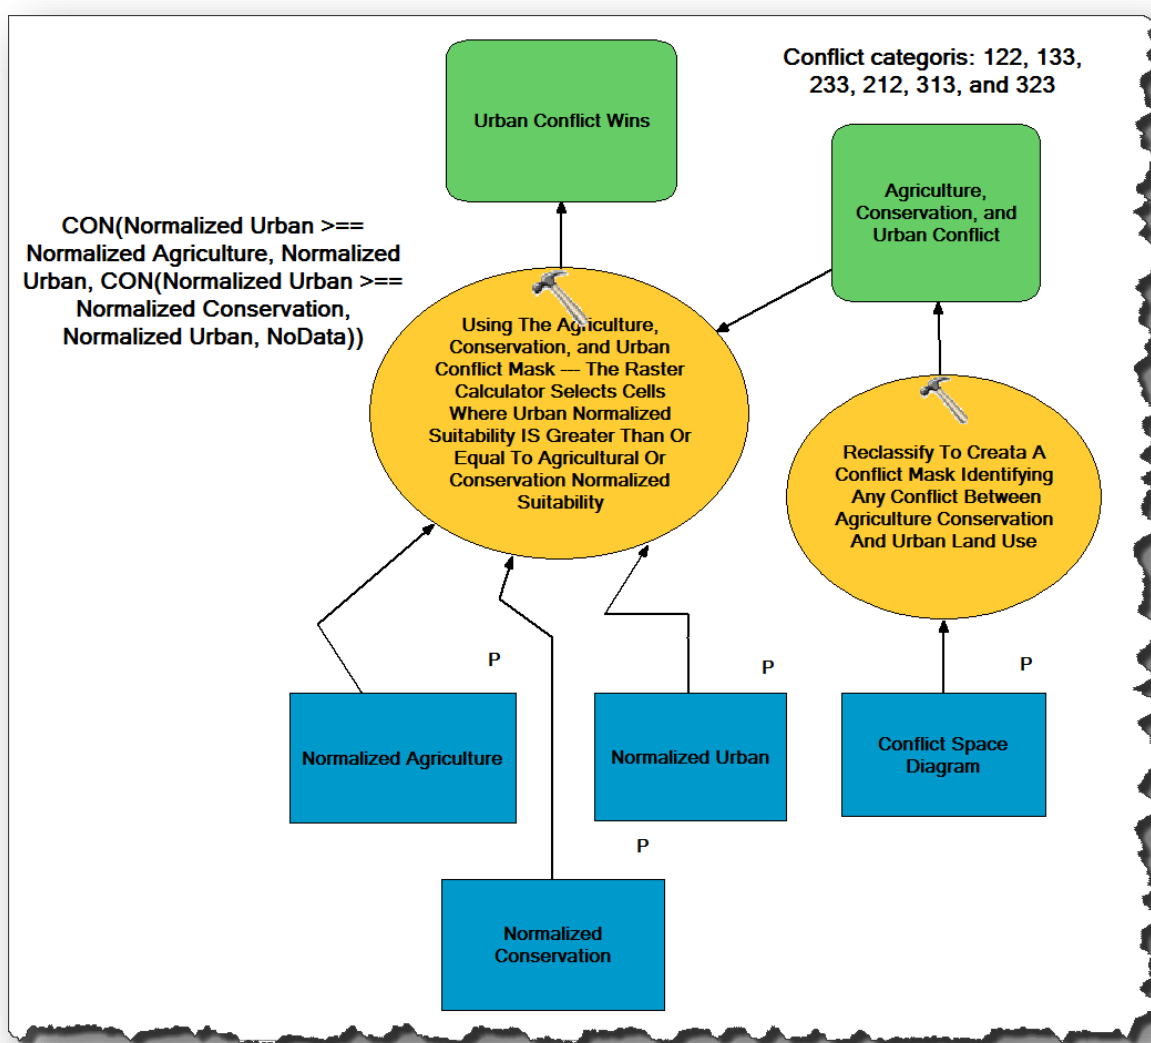 Conflict categoris: 122, 133,
233, 212, 313, and 323
Urban Conflict Wins
Agriculture,
Conservation, and
Urban Conflict
CON(Normalized Urban >==
Normalized Agriculture, Normalized
Urban, CON(Normalized Urban >==
Normalized Conservation,
Normalized Urban, NoData))
Using The Agriculture,
Conservation, and Urban
Conflict Mask --- The Raster
Calculator Selects Cells
Where Urban Normalized
Suitability IS Greater Than Or
Equal To Agricultural Or
Conservation Normalized
Suitability
Reclassify To Creata A
Conflict Mask Identifying
Any Conflict Between
Agriculture Conservation
And Urban Land Use
P
P
P
Normalized Agriculture
Normalized Urban
Conflict Space
Diagram
P
Normalized
Conservation